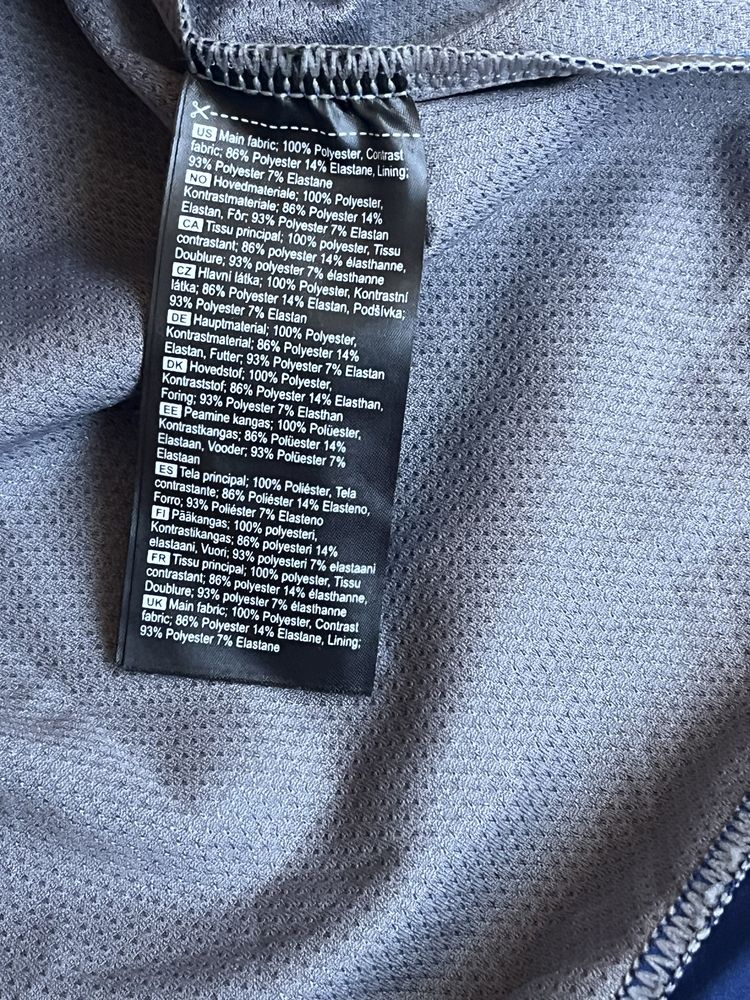 US Main fabric; 100% Polyester, Contrast
fabric; 86% Polyester 14% Elastane, Lining;
93% Polyester 7% Elastane
NO Hovedmateriale; 100% Polyester,
Kontrastmateriale; 86% Polyester 14%
Elastan, Fôr; 93% Polyester 7% Elastan
CA Tissu principal; 100% polyester, Tissu
contrastant; 86% polyester 14% élasthanne,
Doublure; 93% polyester 7% élasthanne
CZ Hlavní látka; 100% Polyester, Kontrastní
látka; 86% Polyester 14% Elastan, Podšívka;
93% Polyester 7% Elastan
DE Hauptmaterial; 100% Polyester,
Kontrastmaterial; 86% Polyester 14%
Elastan, Futter; 93% Polyester 7% Elastan
DK Hovedstof; 100% Polyester,
Kontraststof; 86% Polyester 14% Elasthan,
Foring; 93% Polyester 7% Elasthan
EE Peamine kangas; 100% Polüester,
Kontrastkangas; 86% Polüester 14%
Elastaan, Vooder; 93% Polüester 7%
Elastaan
ES Tela principal; 100% Poliéster, Tela
contrastante; 86% Poliéster 14% Elasteno,
Forro; 93% Poliéster 7% Elasteno
FI Pääkangas; 100% polyesteri,
Kontrastikangas; 86% polyesteri 14%
elastaani, Vuori; 93% polyesteri 7% elastaani
FR Tissu principal; 100% polyester, Tissu
contrastant; 86% polyester 14% élasthanne,
Doublure; 93% polyester 7% élasthanne
UK Main fabric; 100% Polyester, Contrast
fabric; 86% Polyester 14% Elastane, Lining;
93% Polyester 7% Elastane